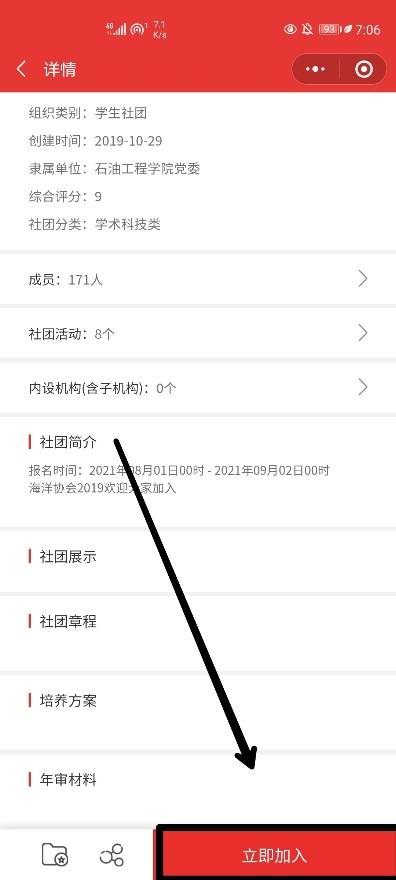 4G 1 7.1 K/s 93 7:06
详情
组织类别：学生社团
创建时间：2019-10-29
隶属单位：石油工程学院党委
综合评分：9
社团分类：学术科技类
成员：171人
社团活动：8个
内设机构(含子机构)：0个
社团简介
报名时间：2021年08月01日00时 - 2021年09月02日00时
海洋协会2019欢迎大家加入
社团展示
社团章程
培养方案
年审材料
立即加入